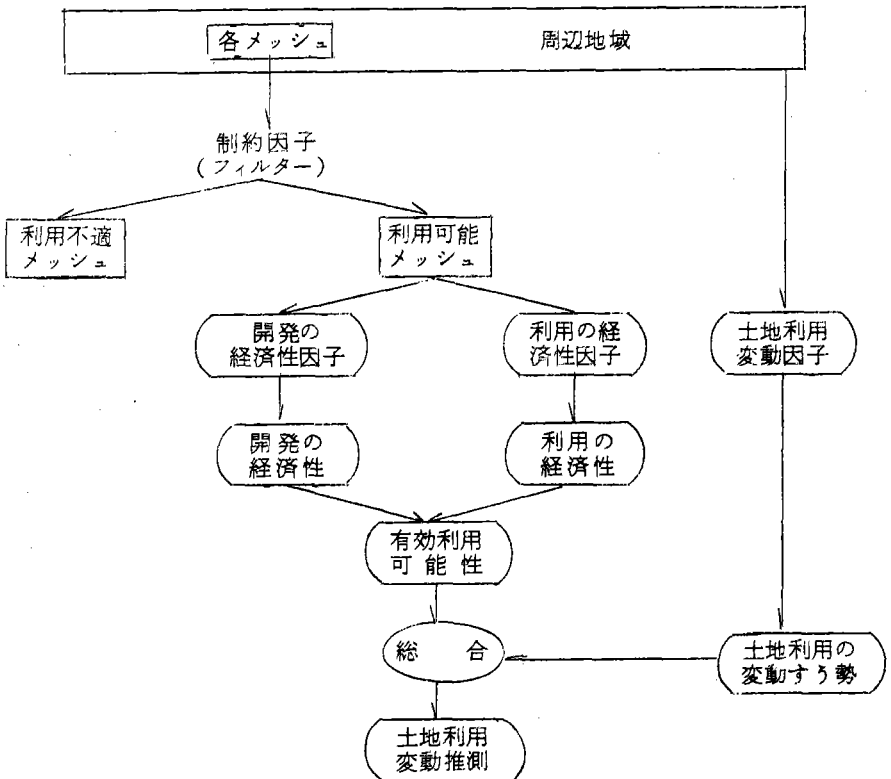 各メッシュ 周辺地域
制約因子
(フィルター)
利用不適
メッシュ
利用可能
メッシュ
開発の
経済性因子
利用の経
済性因子
土地利用
変動因子
開発の
経済性
利用の
経済性
有効利用
可能性
総合
土地利用の
変動すう勢
土地利用
変動推測